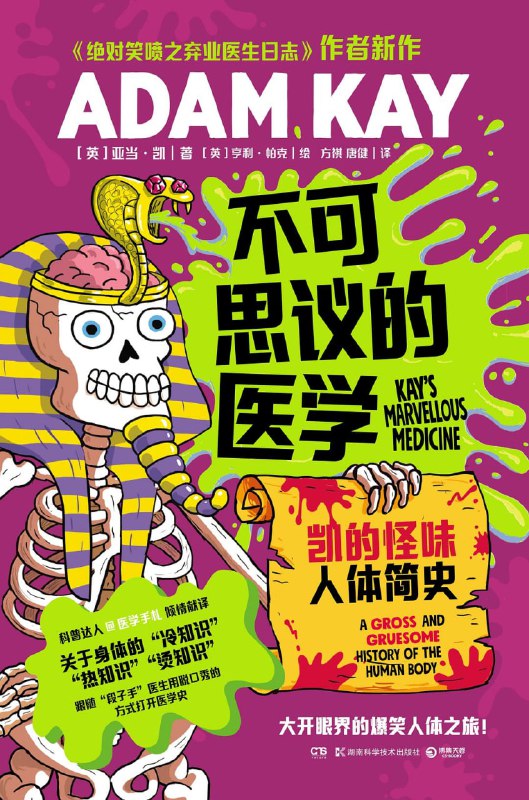 《绝对笑喷之弃业医生日志》作者新作
ADAM KAY
[英]亚当·凯|著 [英]亨利·帕克|绘 方祺 唐健|译
不可
思议的
医学
KAY'S
MARVELLOUS
MEDICINE
凯的怪味
人体简史
A GROSS AND
GRUESOME
HISTORY OF THE
HUMAN BODY
科普达人@医学手札 倾情献译
关于身体的“冷知识”
“热知识”“烫知识”
跟随“段子手”医生用脱口秀的
方式打开医学史
大开眼界的爆笑人体之旅！
湖南科学技术出版社
博集天卷